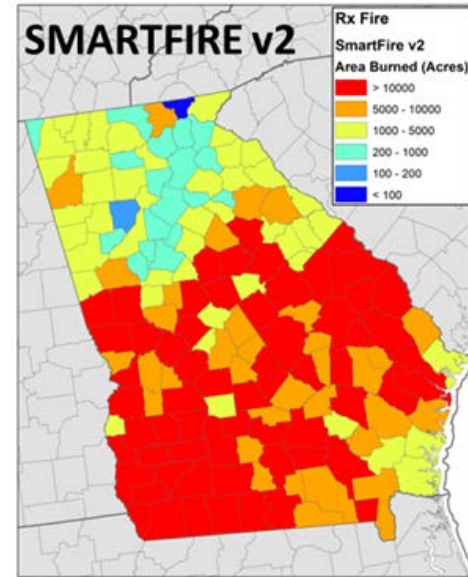 SMARTFIRE v2
Rx Fire
SmartFire v2
Area Burned (Acres)
> 10000
5000 - 10000
1000 - 5000
200 - 1000
100 - 200
< 100